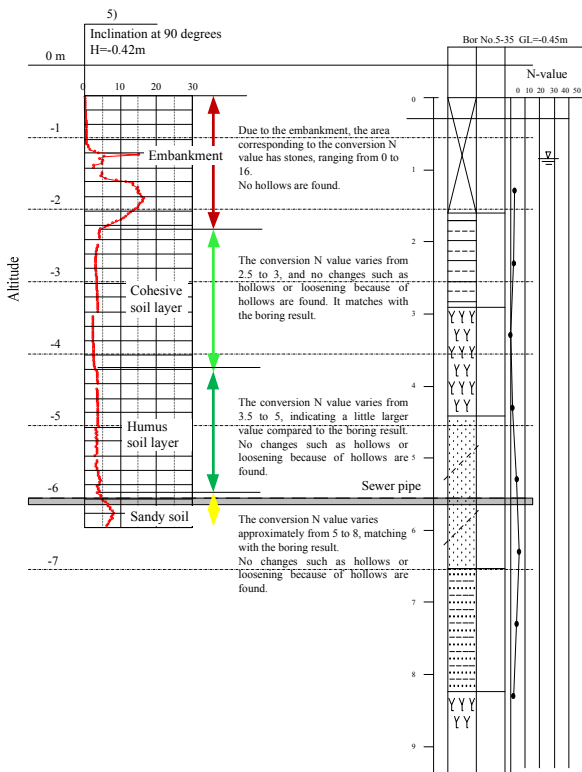 5)
Inclination at 90 degrees
H=-0.42m
Bor No.5-35 GL=-0.45m
0 m
N-value
0 10 20 30
0 10 20 30 40 50
0
-1
Embankment
Due to the embankment, the area
corresponding to the conversion N
value has stones, ranging from 0 to
16.
No hollows are found.
1
-2
2
Altitude
-3
Cohesive
soil layer
The conversion N value varies from
2.5 to 3, and no changes such as
hollows or loosening because of
hollows are found. It matches with
the boring result.
3
-4
4
-5
Humus
soil layer
The conversion N value varies from
3.5 to 5, indicating a little larger
value compared to the boring result.
No changes such as hollows or
loosening because of hollows are
found.
5
-6
Sewer pipe
Sandy soil
The conversion N value varies
approximately from 5 to 8, matching
with the boring result.
No changes such as hollows or
loosening because of hollows are
found.
6
-7
7
8
9